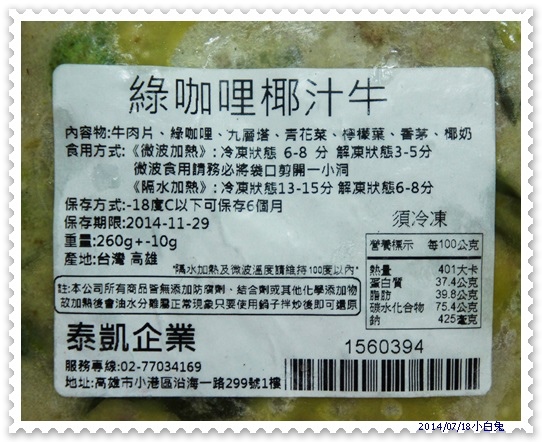 綠咖哩椰汁牛
內容物:牛肉片、綠咖哩、九層塔、青花菜、檸檬葉、香茅、椰奶
食用方式:《微波加熱》:冷凍狀態 6-8 分 解凍狀態3-5分
微波食用請務必將袋口剪開一小洞
《隔水加熱》:冷凍狀態13-15分 解凍狀態6-8分
保存方式:-18度C以下可保存6個月
保存期限:2014-11-29
須冷凍
重量:260g+-10g
產地:台灣 高雄
*隔水加熱及微波溫度請維持100度以內*
營養標示 每100公克
熱量 401大卡
蛋白質 37.4公克
脂肪 39.8公克
碳水化合物 75.4公克
鈉 425毫克
註:本公司所有商品皆無添加防腐劑、結合劑或其他化學添加物
故加熱後會油水分離屬正常現象只要使用鍋子拌炒後即可還原
泰凱企業
服務專線:02-77034169
地址:高雄市小港區沿海一路299號1樓
1560394
2014/07/18小白兔